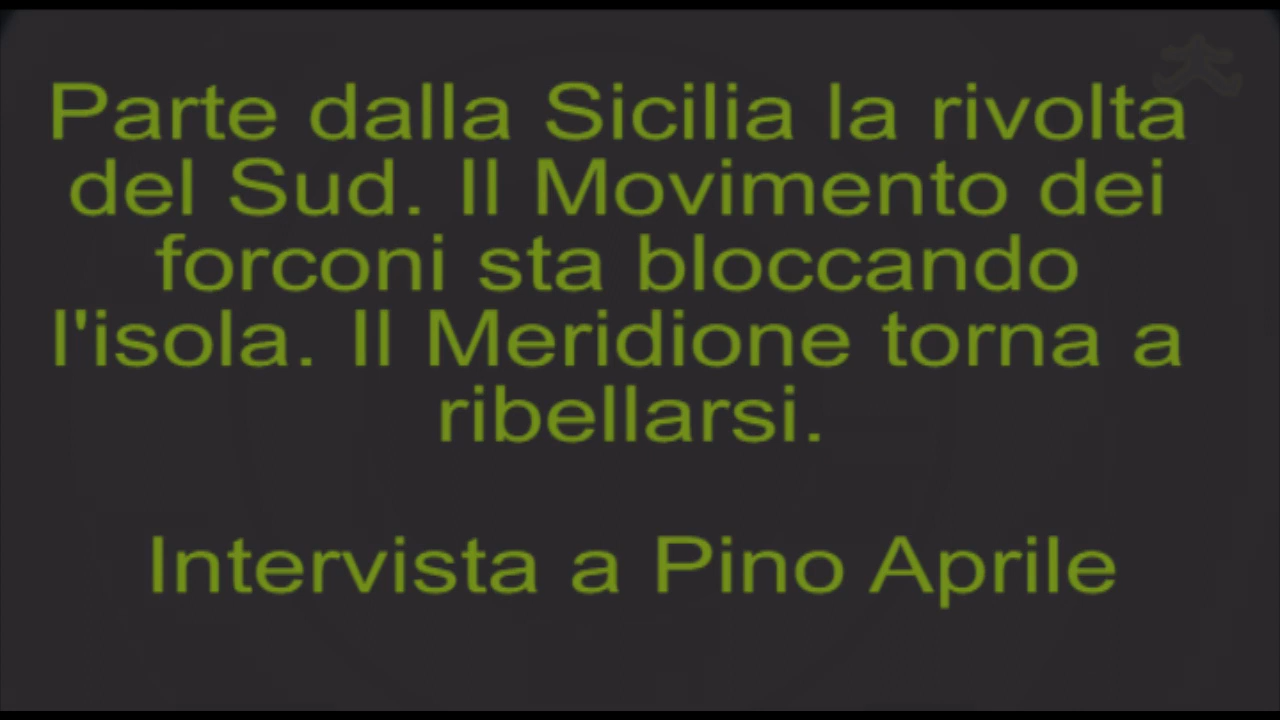 Parte dalla Sicilia la rivolta
del Sud. Il Movimento dei
forconi sta bloccando
l'isola. Il Meridione torna a
ribellarsi.
Intervista a Pino Aprile